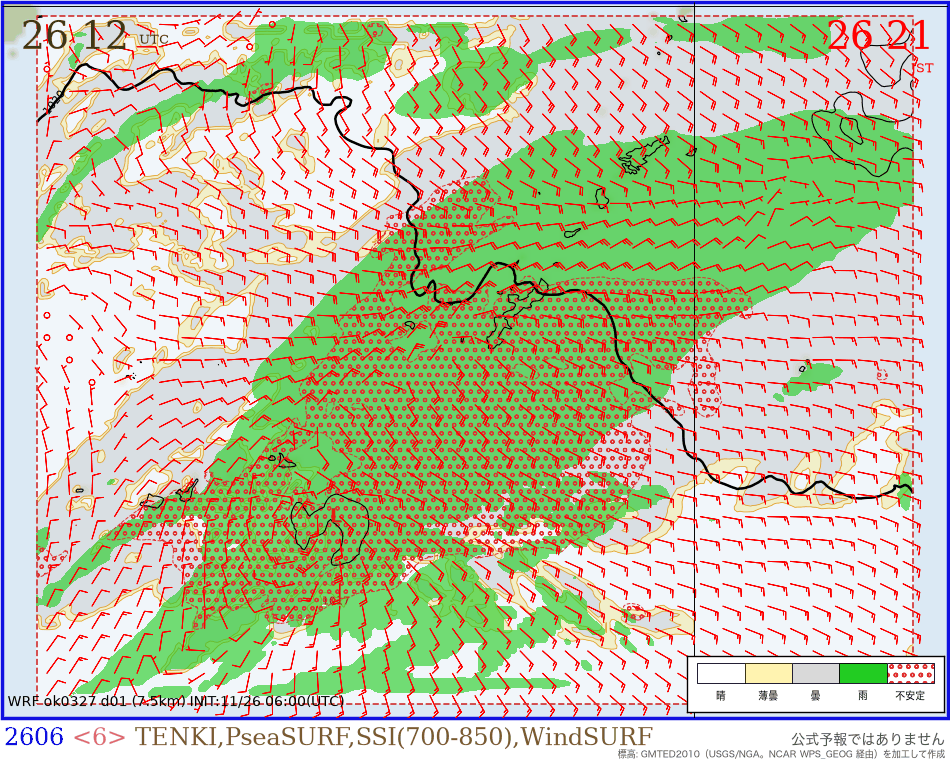 26 12 UTC
26 21
ST
1020
1017
晴 薄曇 曇 雨 不安定
WRF ok0327 d01 (7.5km) INIT:11/26 06:00(UTC)
2606 <6> TENKI,PseaSURF,SSI(700-850),WindSURF
公式予報ではありません
標高: GMTED2010（USGS/NGA。NCAR WPS_GEOG 経由）を加工して作成